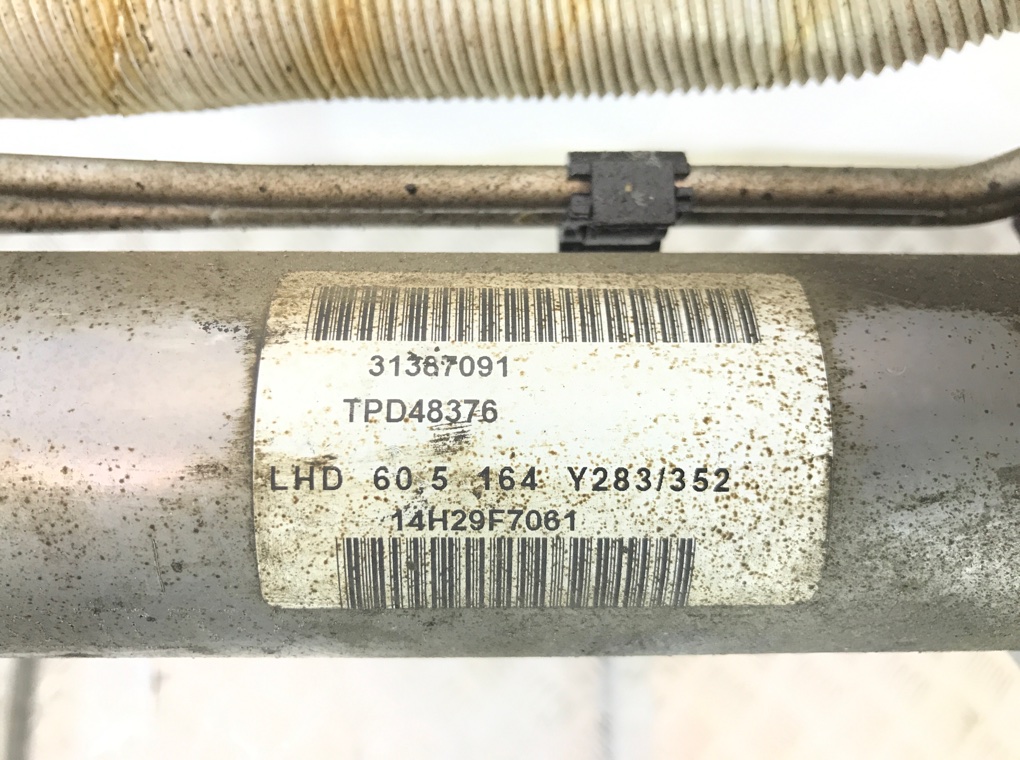 31387091
TPD48376
LHD 60,5 164 Y283/352
14H29F7061